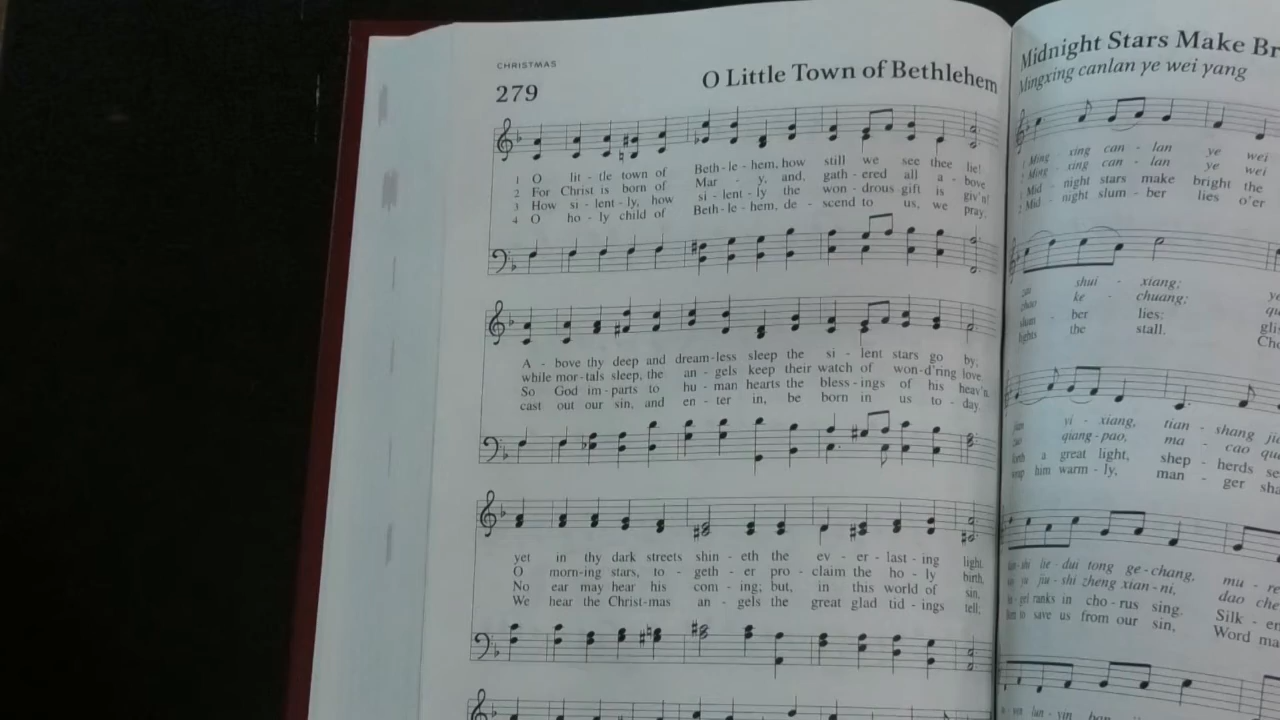 CHRISTMAS
279
O Little Town of Bethlehem
1 O lit - tle town of Beth - le - hem, how still we see thee lie!
2 For Christ is born of Mar - y, and, gath - ered all a - bove
3 How si - lent - ly, how si - lent - ly the won - drous gift is giv'n!
4 O ho - ly child of Beth - le - hem, de - scend to us, we pray,
A - bove thy deep and dream - less sleep the si - lent stars go by;
while mor - tals sleep, the an - gels keep their watch of won - d'ring love
So God im - parts to hu - man hearts the bless - ings of his heav'n.
cast out our sin, and en - ter in, be born in us to - day.
yet in thy dark streets shin - eth the ev - er - last - ing light.
O morn - ing stars, to - geth - er pro - claim the ho - ly birth,
No ear may hear his com - ing; but, in this world of sin,
We hear the Christ - mas an - gels the great glad tid - ings tell;
Midnight Stars Make Br
Mingxing canlan ye wei yang
1 Ming - xing can - lan ye wei
2 Ming - xing can - lan ye wei
1 Mid - night stars make bright the
2 Mid - night slum - ber lies o'er
shui - xiang;
ke - chuang;
ber lies:
lights the stall.
yi - xiang, tian - shang
qiang - pao, ma - cao
a great light, shep - herds
him warm - ly, man - ger
dui tong ge - chang,
jiu - shi zheng xian - ni, dao
ranks in cho - rus sing. Silk - en
to save us from our sin, Word ma